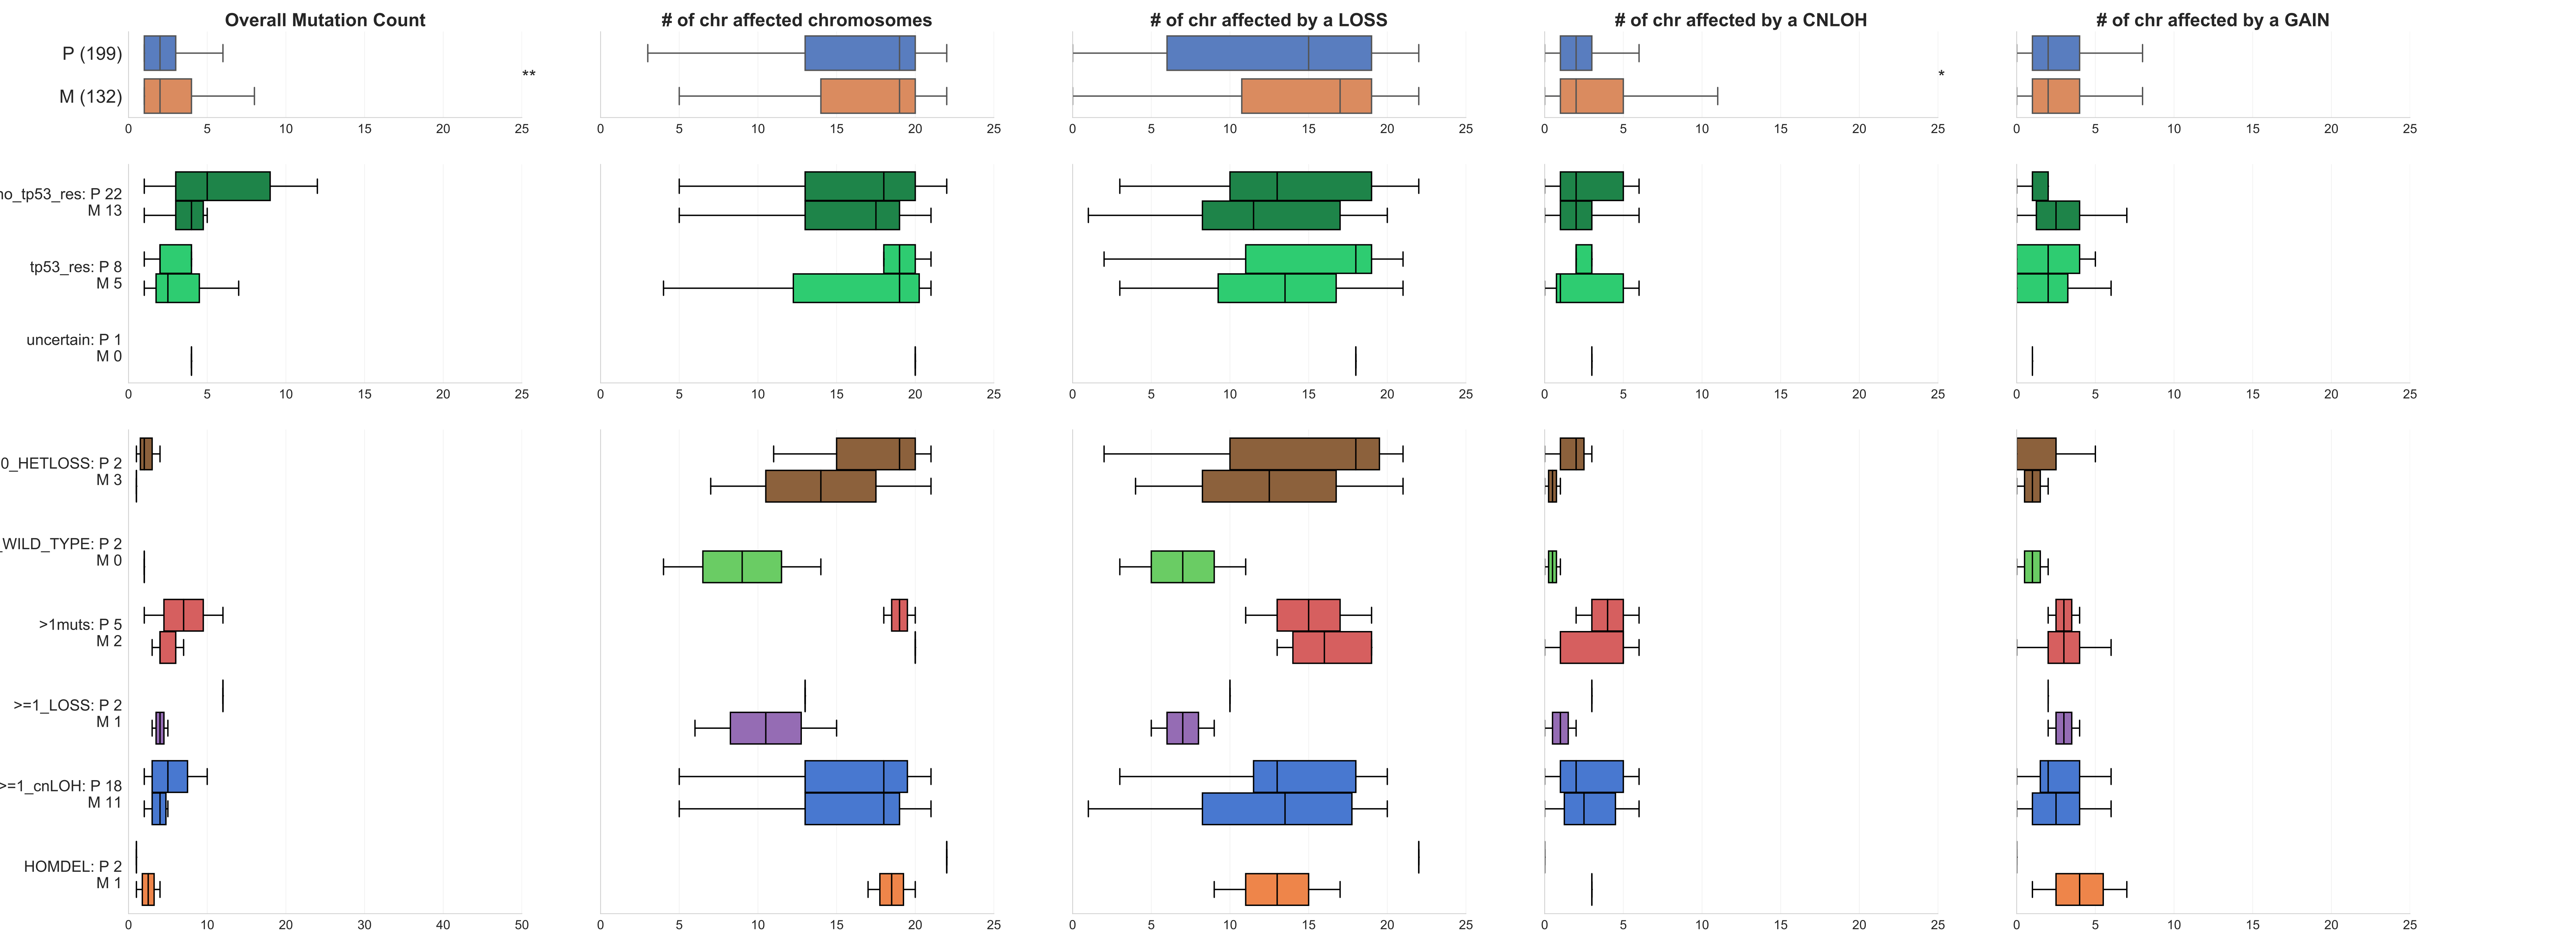 Overall Mutation Count
# of chr affected chromosomes
# of chr affected by a LOSS
# of chr affected by a CNLOH
# of chr affected by a GAIN
P (199)
M (132)
**
*
0 5 10 15 20 25
0 5 10 15 20 25
0 5 10 15 20 25
0 5 10 15 20 25
0 5 10 15 20 25
no_tp53_res: P 22
M 13
tp53_res: P 8
M 5
uncertain: P 1
M 0
0 5 10 15 20 25
0 5 10 15 20 25
0 5 10 15 20 25
0 5 10 15 20 25
0 5 10 15 20 25
0_HETLOSS: P 2
M 3
_WILD_TYPE: P 2
M 0
>1muts: P 5
M 2
>=1_LOSS: P 2
M 1
>=1_cnLOH: P 18
M 11
HOMDEL: P 2
M 1
0 10 20 30 40 50
0 5 10 15 20 25
0 5 10 15 20 25
0 5 10 15 20 25
0 5 10 15 20 25